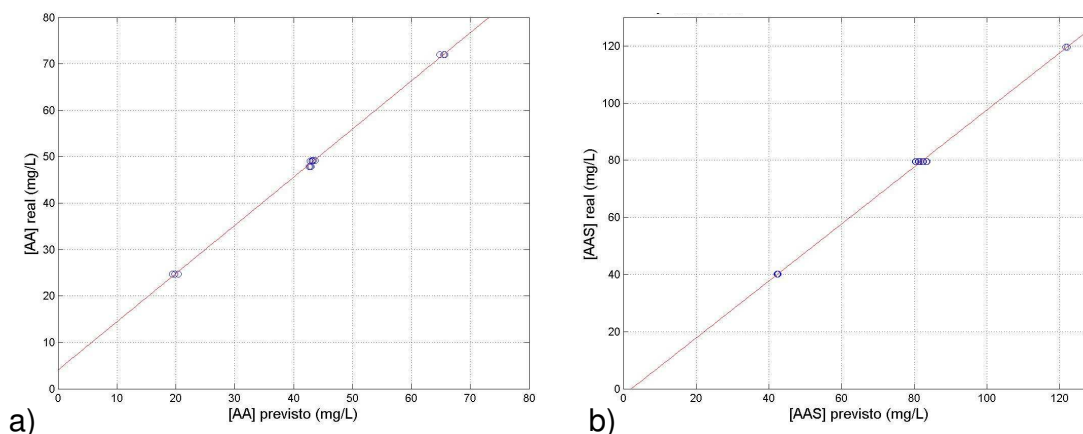 80
70
60
50
40
30
20
10
0
[AA] real (mg/L)
0 10 20 30 40 50 60 70 80
[AA] previsto (mg/L)
a)
120
100
80
60
40
20
0
[AAS] real (mg/L)
0 20 40 60 80 100 120
[AAS] previsto (mg/L)
b)